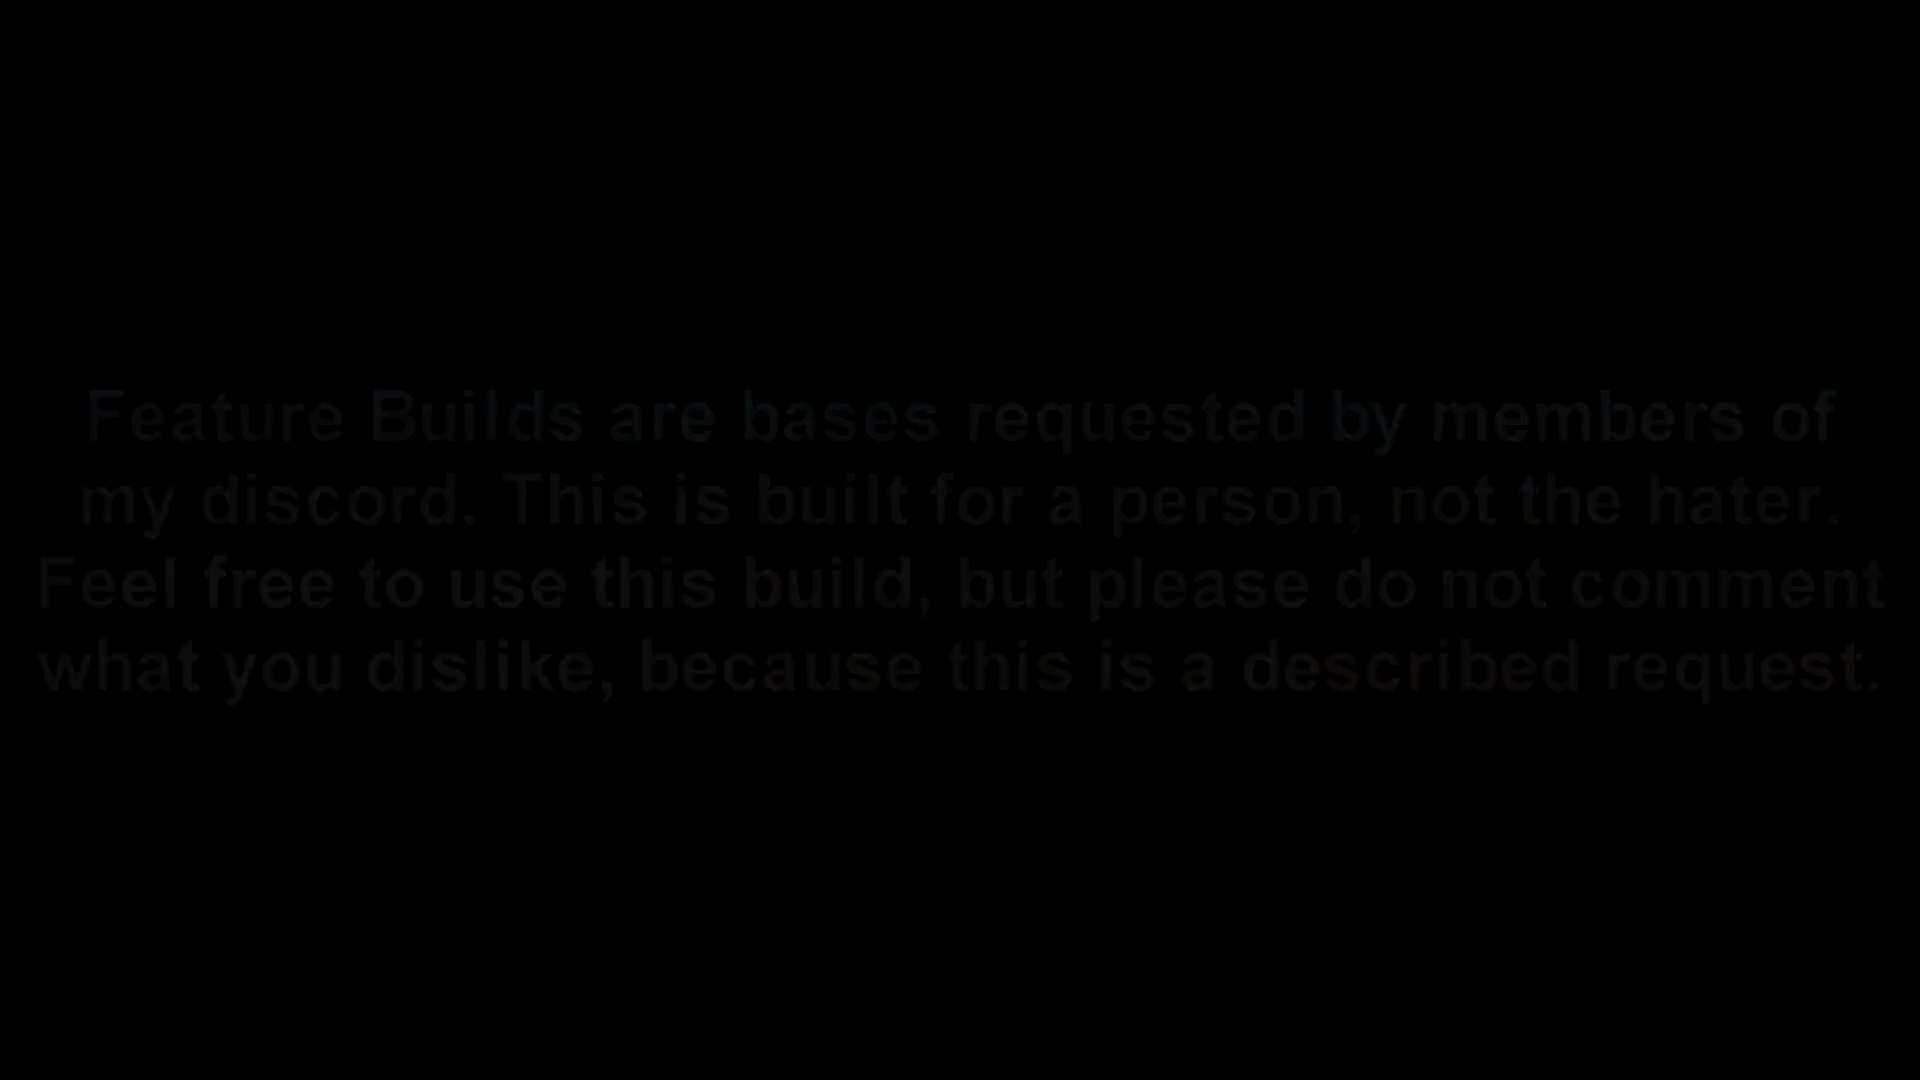 Feature Builds are bases requested by members of
my discord. This is built for a person, not the hater.
Feel free to use this build, but please do not comment
what you dislike, because this is a described request.